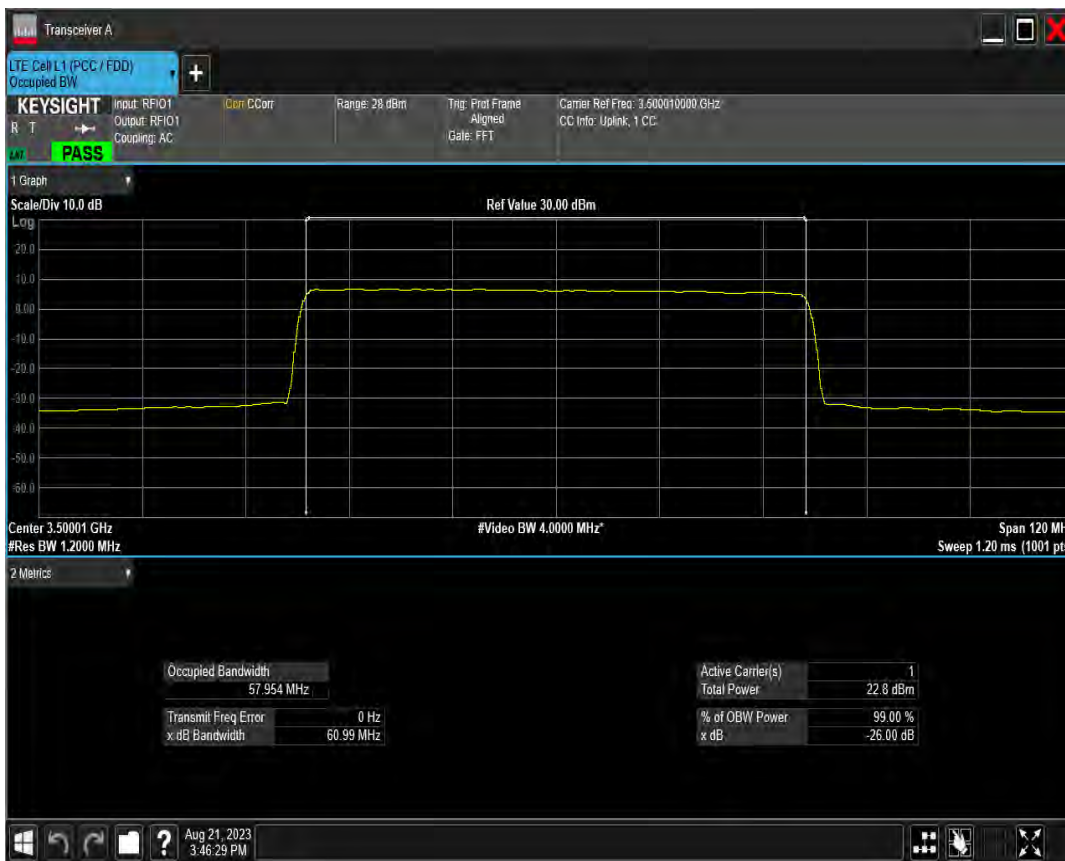 Transceiver A
LTE Cell L1 (PCC / FDD)
Occupied BW
+
KEYSIGHT
R T
LXI
PASS
Input: RFIO1
Output: RFIO1
Coupling: AC
Corr CCorr
Range: 28 dBm
Trig: Prot Frame
Aligned
Gate: FFT
Carrier Ref Freq: 3.500010000 GHz
CC Info: Uplink, 1 CC
1 Graph
Scale/Div 10.0 dB
Ref Value 30.00 dBm
Log
20.0
10.0
0.00
-10.0
-20.0
-30.0
-40.0
-50.0
-60.0
Center 3.50001 GHz
#Video BW 4.0000 MHz*
Span 120 MH
#Res BW 1.2000 MHz
Sweep 1.20 ms (1001 pts
2 Metrics
Occupied Bandwidth
57.954 MHz
Transmit Freq Error 0 Hz
x dB Bandwidth 60.99 MHz
Active Carrier(s) 1
Total Power 22.8 dBm
% of OBW Power 99.00 %
x dB -26.00 dB
?
Aug 21, 2023
3:46:29 PM